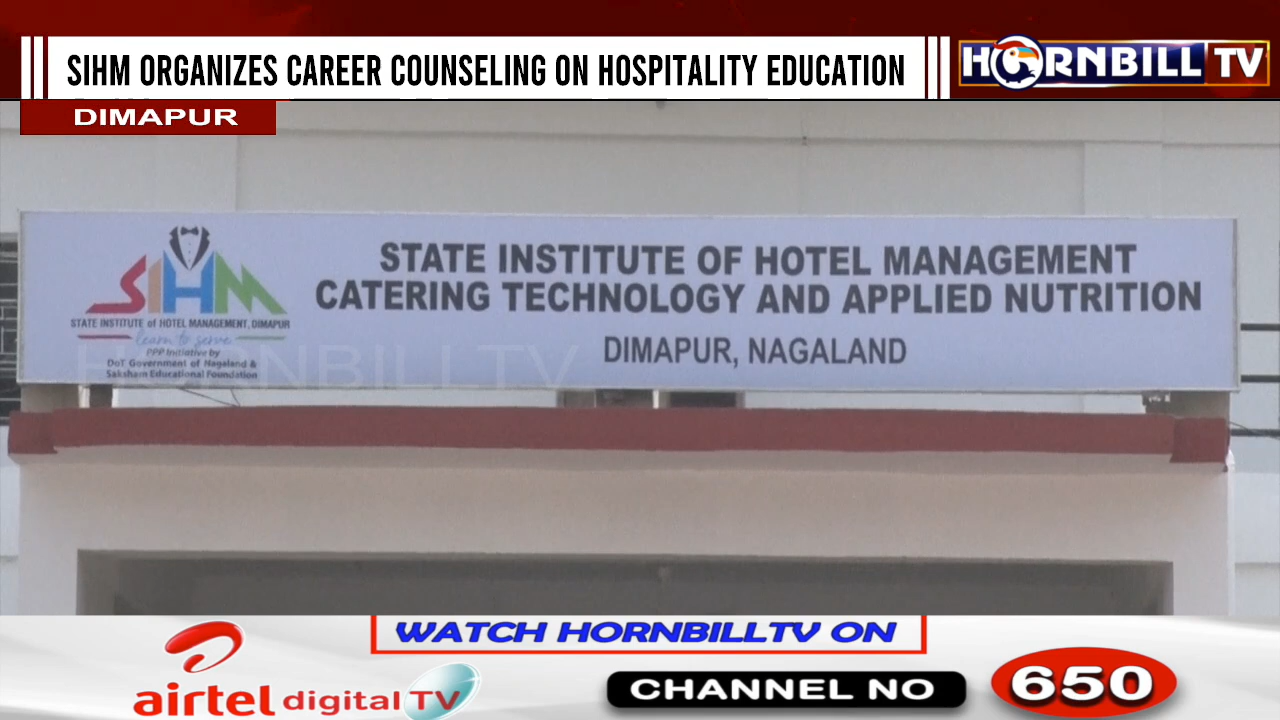 SIHM ORGANIZES CAREER COUNSELING ON HOSPITALITY EDUCATION
HORNBILL TV
DIMAPUR
SIHM
STATE INSTITUTE of HOTEL MANAGEMENT, DIMAPUR
learn to serve
PPP Initiative by
DoT Government of Nagaland &
Saksham Educational Foundation
STATE INSTITUTE OF HOTEL MANAGEMENT
CATERING TECHNOLOGY AND APPLIED NUTRITION
DIMAPUR, NAGALAND
HORNBILL TV
WATCH HORNBILLTV ON
airtel digital TV
CHANNEL NO
650